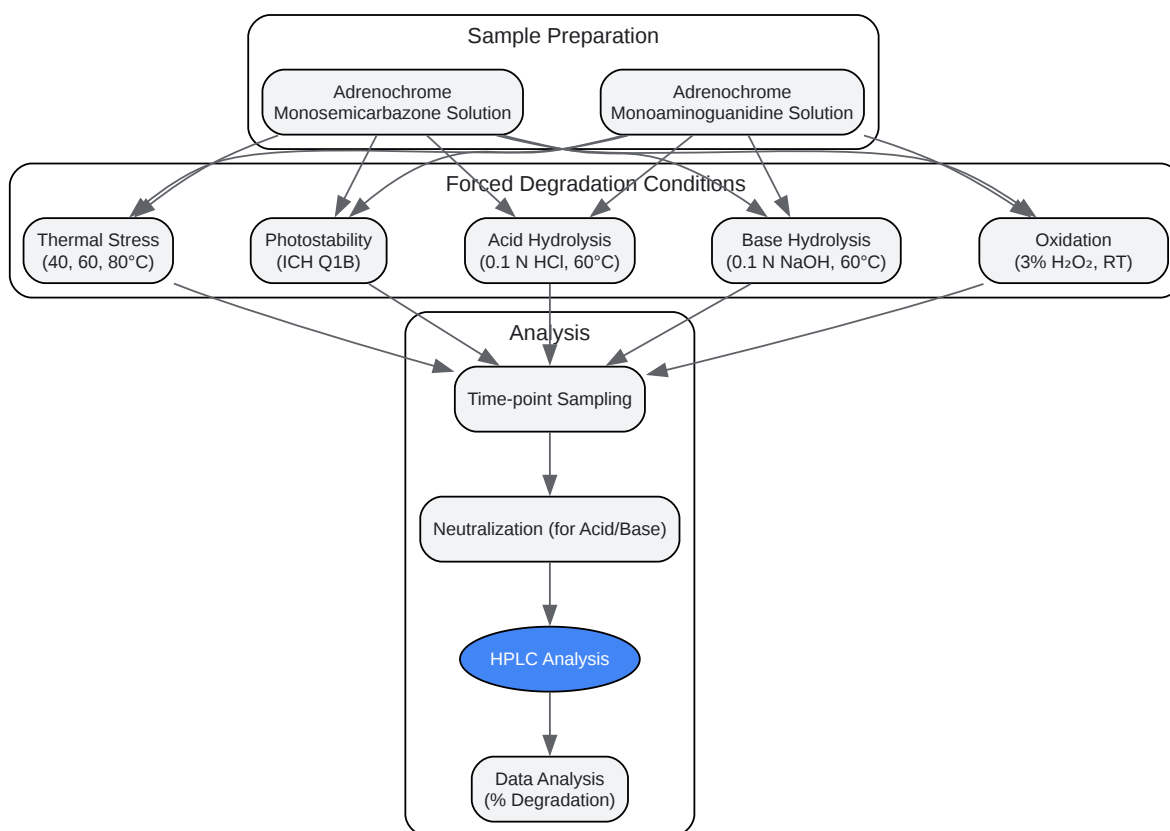 Sample Preparation
Adrenochrome
Monosemicarbazone Solution
Adrenochrome
Monoaminoguanidine Solution
Forced Degradation Conditions
Thermal Stress
(40, 60, 80°C)
Photostability
(ICH Q1B)
Acid Hydrolysis
(0.1 N HCl, 60°C)
Base Hydrolysis
(0.1 N NaOH, 60°C)
Oxidation
(3% H₂O₂, RT)
Analysis
Time-point Sampling
Neutralization (for Acid/Base)
HPLC Analysis
Data Analysis
(% Degradation)